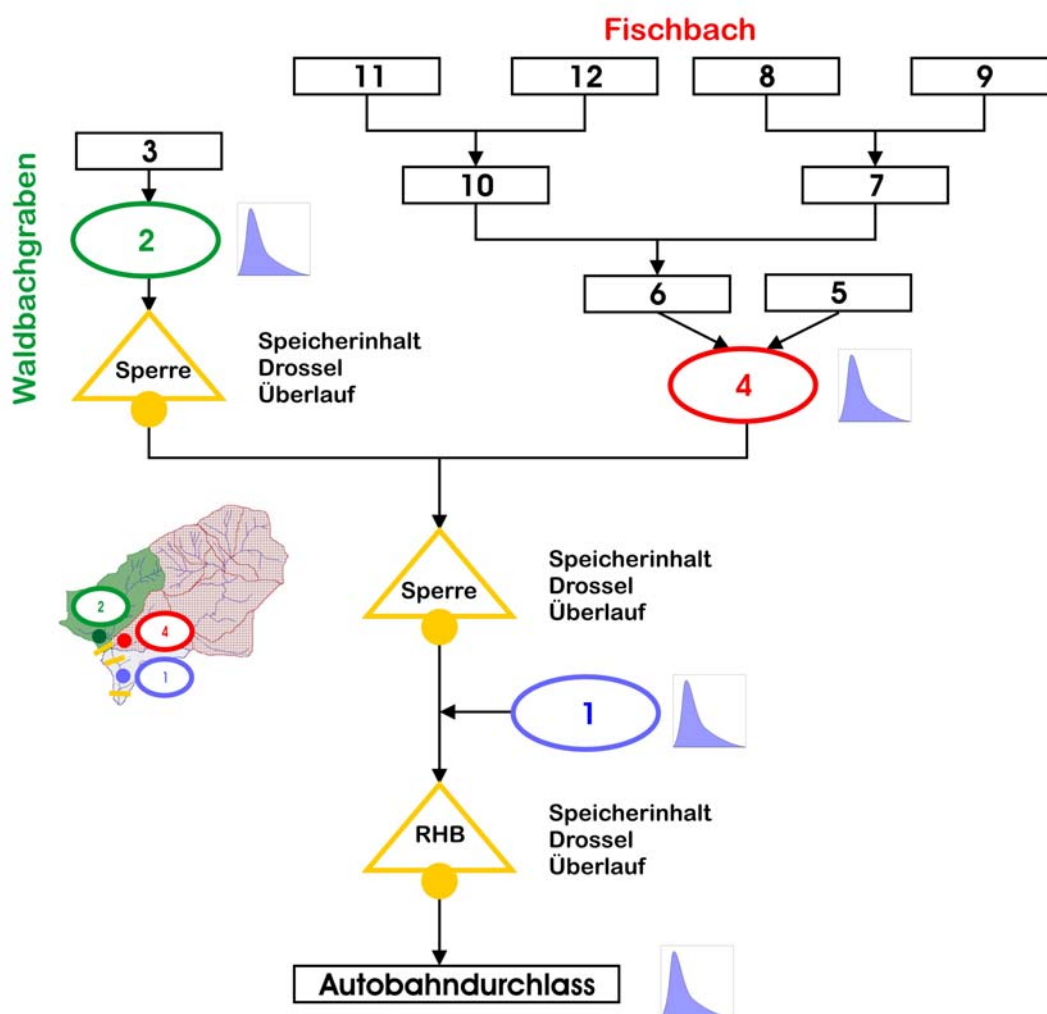 Fischbach
11
12
8
9
Waldbachgraben
3
10
7
2
6
5
Sperre
Speicherinhalt
Drossel
Überlauf
4
Sperre
Speicherinhalt
Drossel
Überlauf
2
4
1
1
RHB
Speicherinhalt
Drossel
Überlauf
Autobahndurchlass